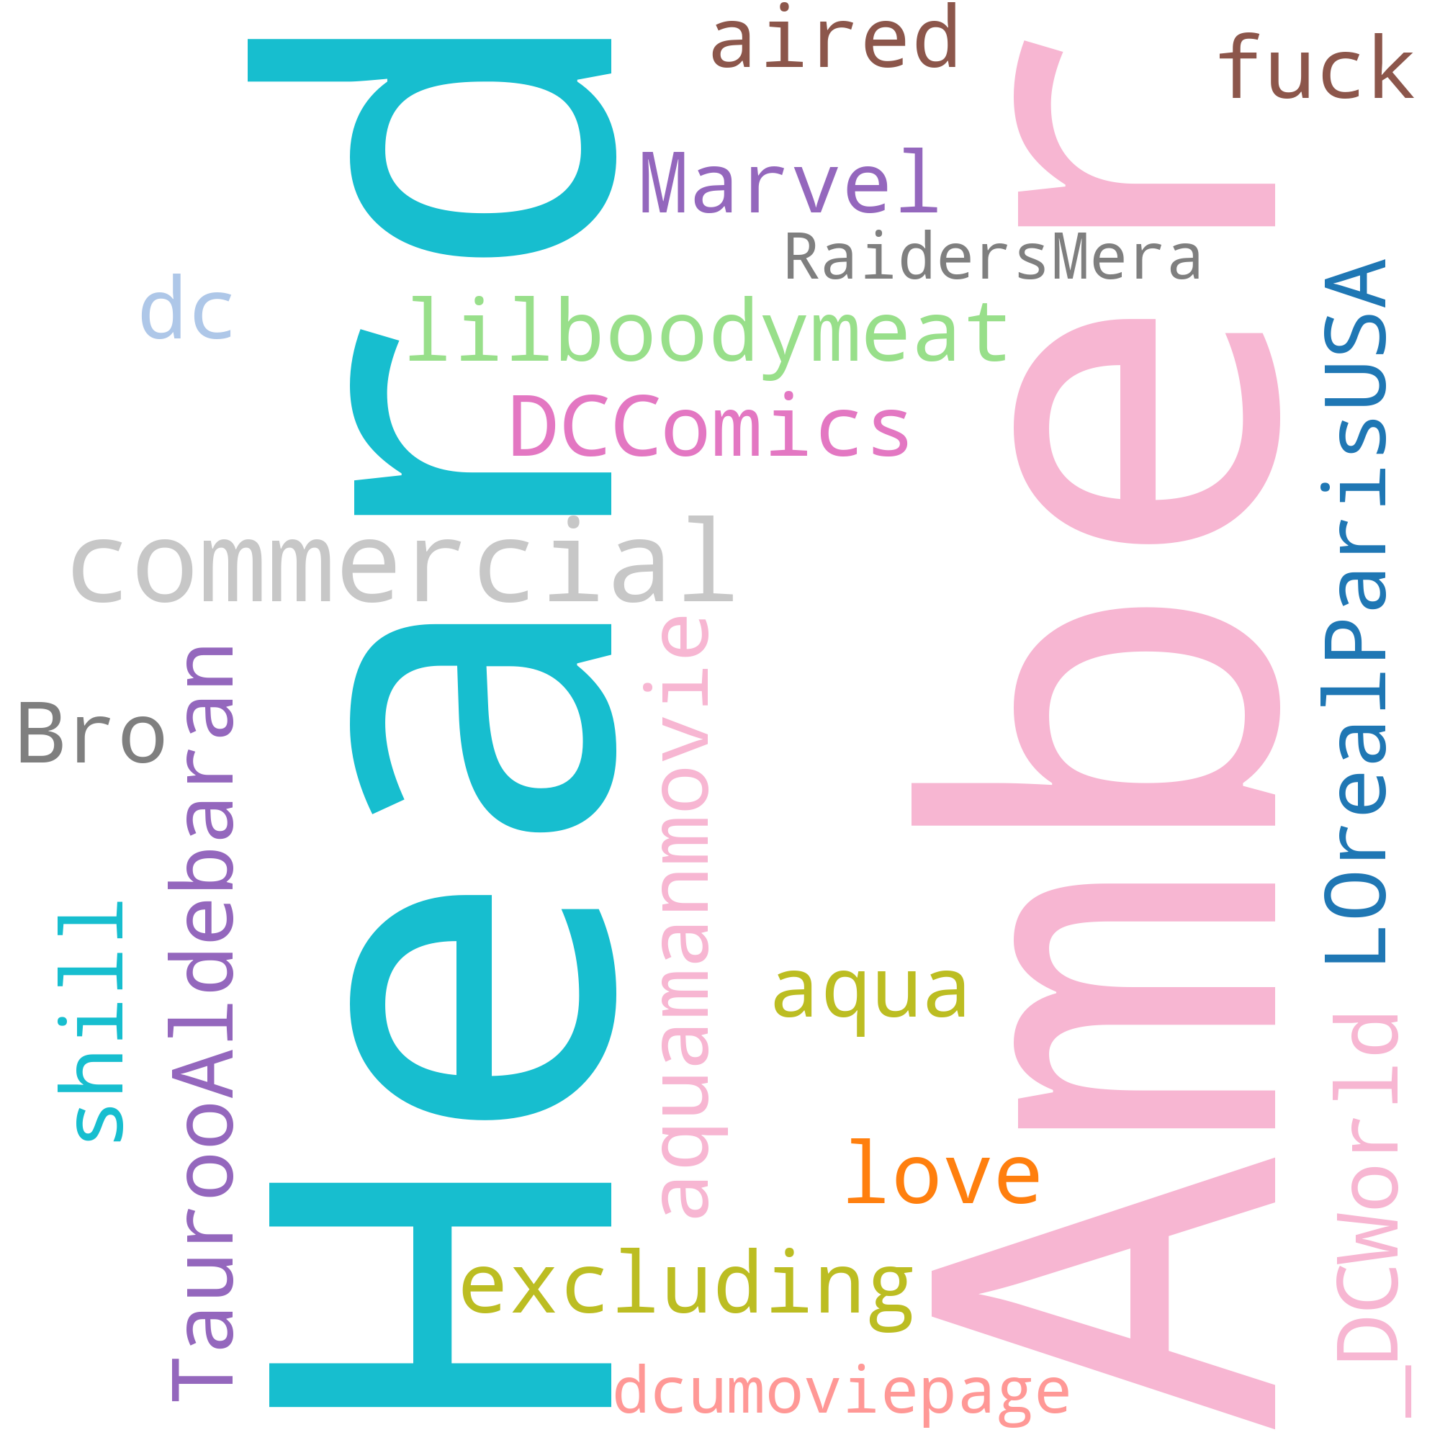 aired
fuck
Marvel
RaidersMera
dc
lilboodymeat
DCComics
commercial
Heard
Amber
LOrealParisUSA
Bro
TaurooAldebaran
aquamanmovie
shill
aqua
_DCWorld
love
excluding
dcumoviepage